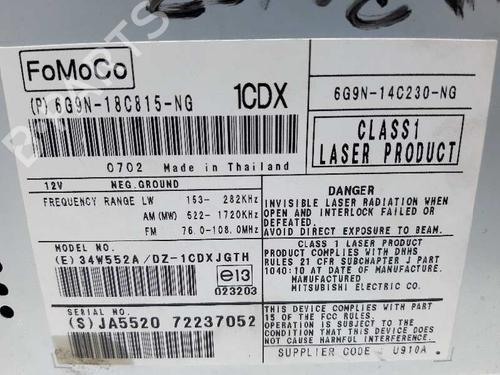 FoMoCo
(P) 6G9N-18C815-NG 1CDX
6G9N-14C230-NG
CLASS1
LASER PRODUCT
0702 Made in Thailand
12V NEG.GROUND
FREQUENCY RANGE LW 153- 282KHz
AM (MW) 522-1720KHz
FM 76.0-108.0MHz
MODEL NO.
(E) 34W552A/DZ-1CDXJGTH
e13
023203
SERIAL NO.
(S)JA5520 72237052
DANGER
INVISIBLE LASER RADIATION WHEN
OPEN AND INTERLOCK FAILED OR
DEFEATED.
AVOID DIRECT EXPOSURE TO BEAM.
CLASS 1 LASER PRODUCT
PRODUCT COMPLIES WITH DHHS
RULES 21 CFR SUBCHAPTER J PART
1040:10 AT DATE OF MANUFACTURE
MITSUBISHI ELECTRIC CO.
THIS DEVICE COMPLIES WITH PART
15 OF THE FCC RULES.
OPERATION IS SUBJECT TO THE
CONDITION THAT THIS DEVICE DOES
NOT CAUSE HARMFUL
INTERFERENCE.
SUPPLIER CODE : U910A